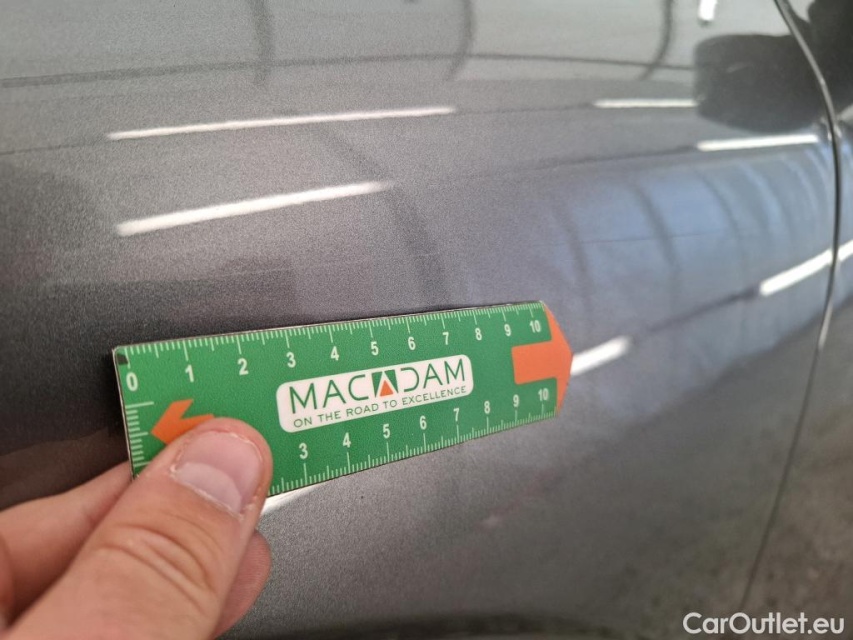 0 1 2 3 4 5 6 7 8 9 10
MACADAM
ON THE ROAD TO EXCELLENCE
3 4 5 6 7 8 9 10
CarOutlet.eu